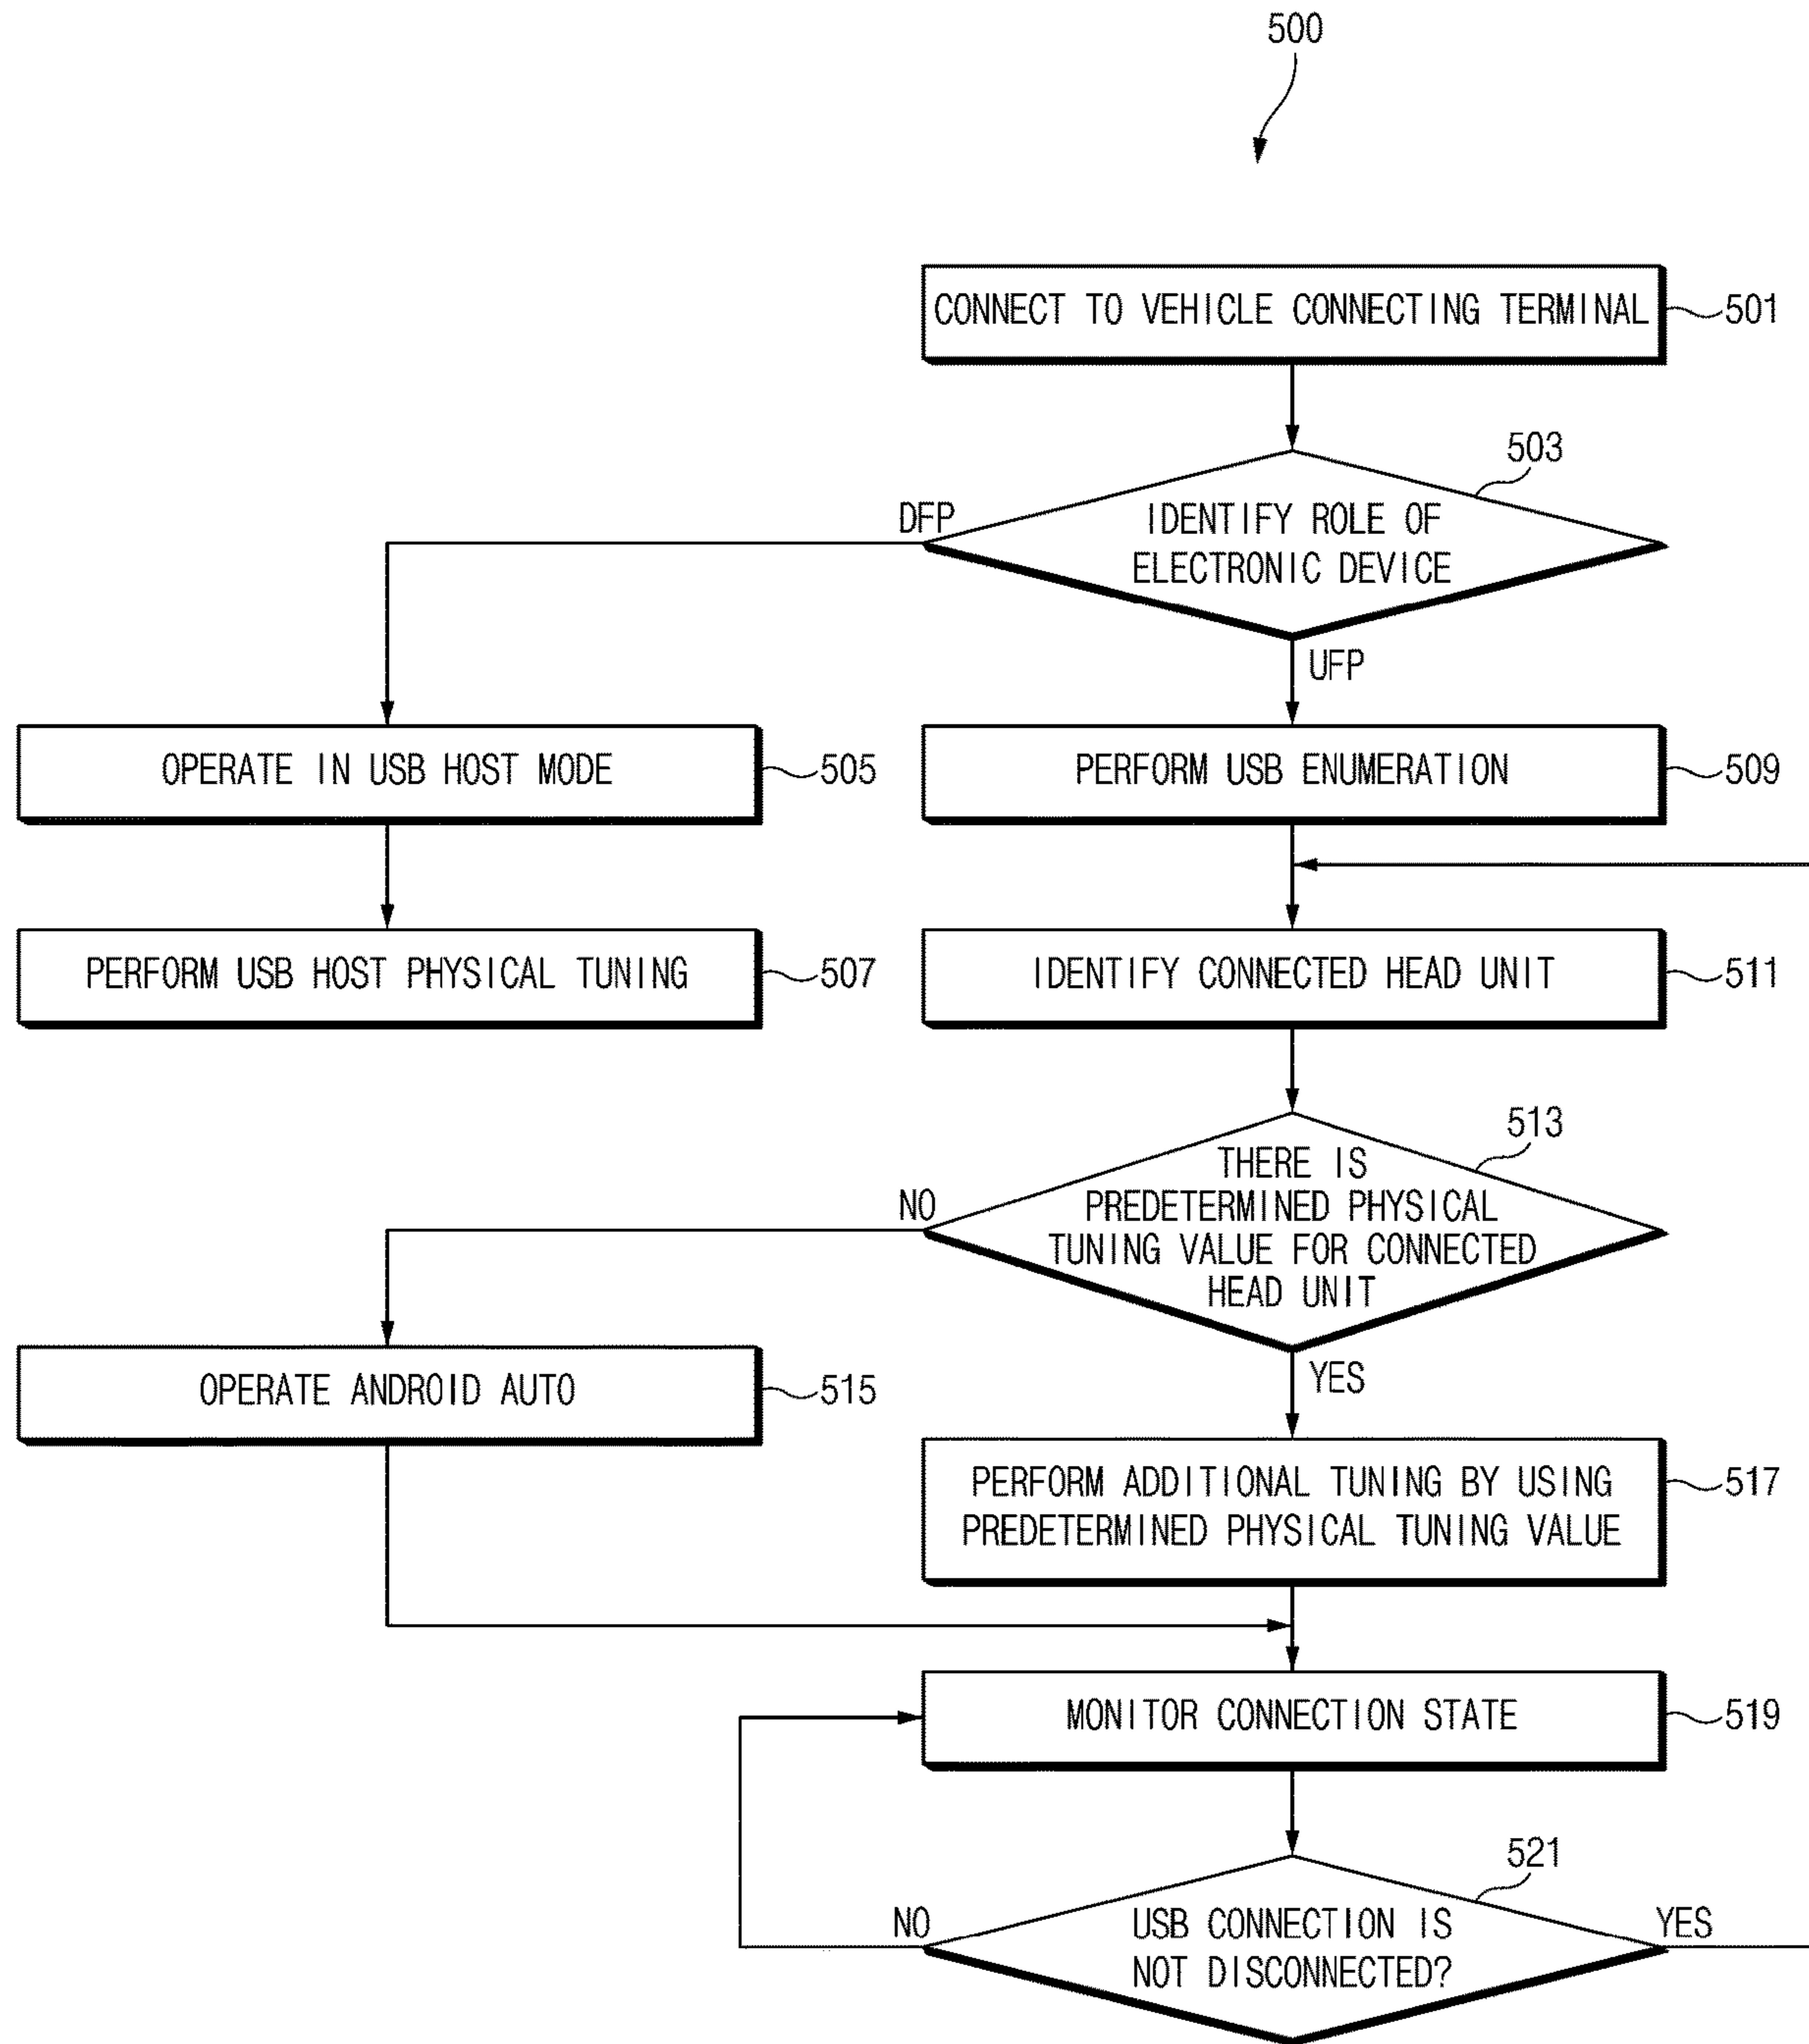 500
CONNECT TO VEHICLE CONNECTING TERMINAL
501
503
DFP
IDENTIFY ROLE OF
ELECTRONIC DEVICE
UFP
OPERATE IN USB HOST MODE
505
PERFORM USB ENUMERATION
509
PERFORM USB HOST PHYSICAL TUNING
507
IDENTIFY CONNECTED HEAD UNIT
511
513
NO
THERE IS
PREDETERMINED PHYSICAL
TUNING VALUE FOR CONNECTED
HEAD UNIT
YES
OPERATE ANDROID AUTO
515
PERFORM ADDITIONAL TUNING BY USING
PREDETERMINED PHYSICAL TUNING VALUE
517
MONITOR CONNECTION STATE
519
521
NO
USB CONNECTION IS
NOT DISCONNECTED?
YES